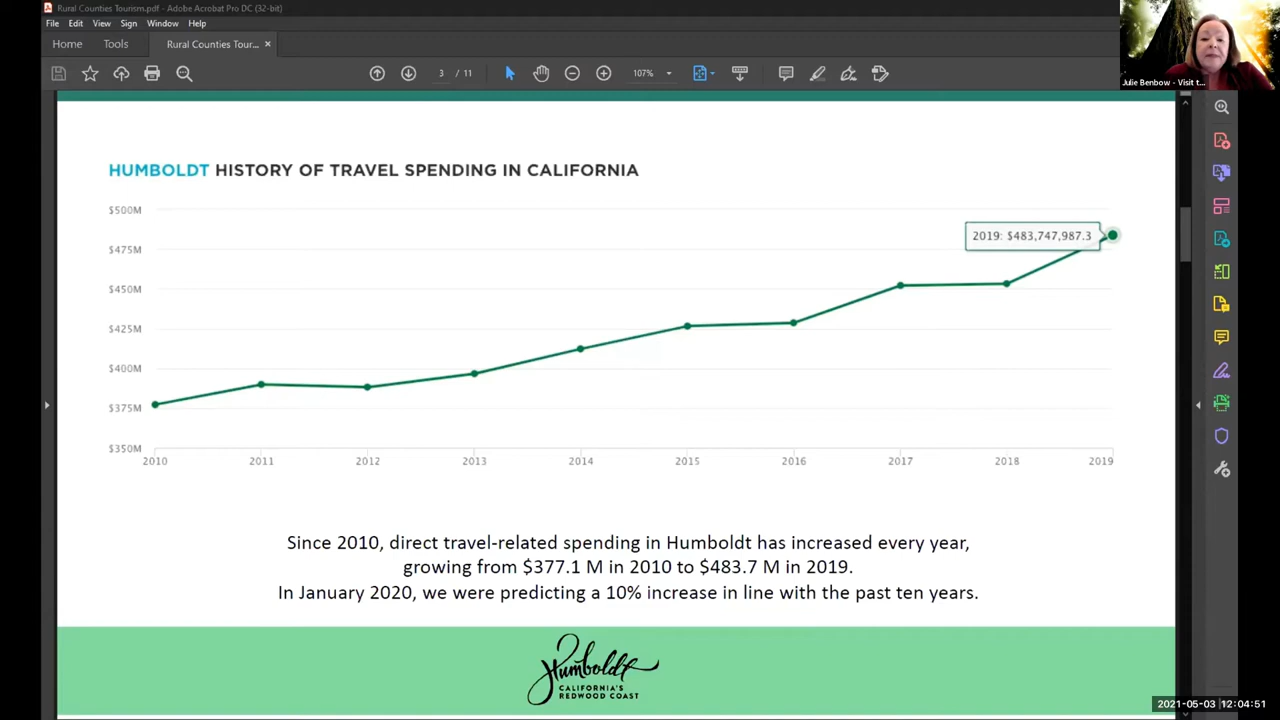 Rural Counties Tourism.pdf - Adobe Acrobat Pro DC (32-bit)
File Edit View Sign Window Help
Home Tools Rural Counties Tour... ×
3 / 11 107%
Julie Benbow - Visit t...
HUMBOLDT HISTORY OF TRAVEL SPENDING IN CALIFORNIA
$500M
2019: $483,747,987.3
$475M
$450M
$425M
$400M
$375M
$350M
2010 2011 2012 2013 2014 2015 2016 2017 2018 2019
Since 2010, direct travel-related spending in Humboldt has increased every year,
growing from $377.1 M in 2010 to $483.7 M in 2019.
In January 2020, we were predicting a 10% increase in line with the past ten years.
Humboldt
CALIFORNIA'S
REDWOOD COAST
2021-05-03 12:04:51